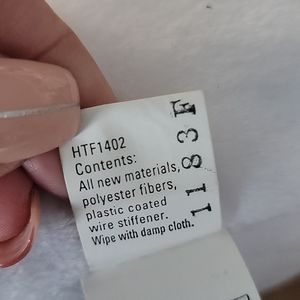 HTF1402
Contents:
All new materials,
polyester fibers,
plastic coated
wire stiffener.
Wipe with damp cloth.
1183F